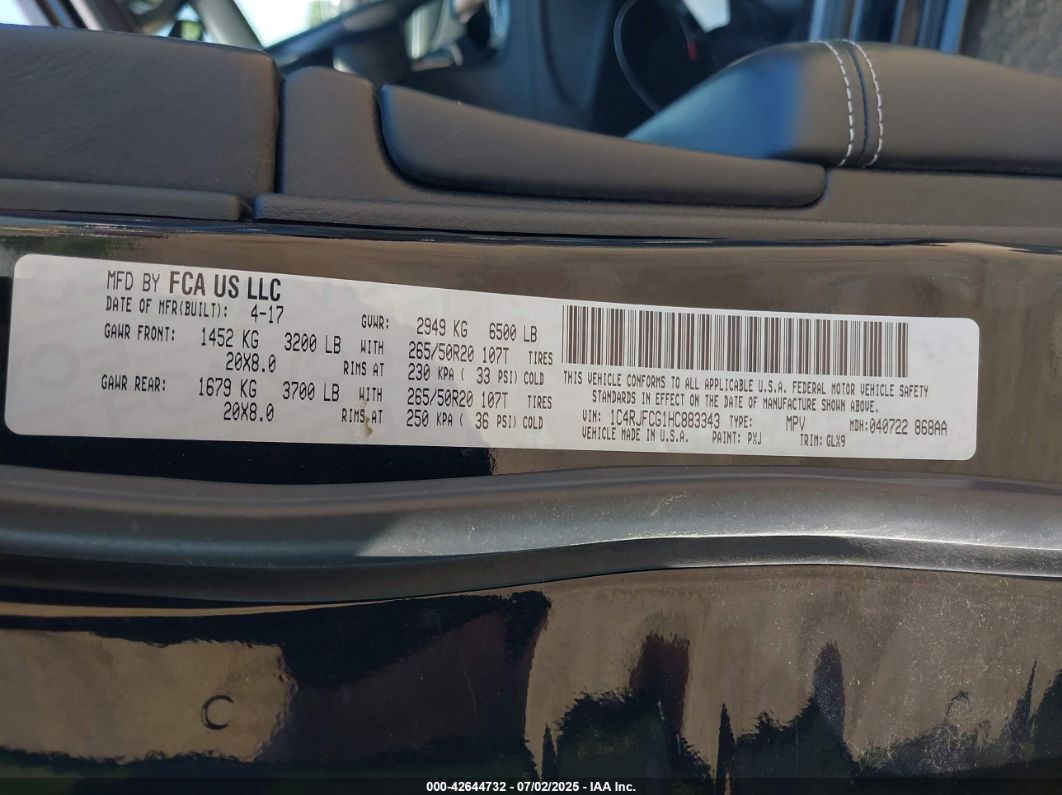 MFD BY FCA US LLC
DATE OF MFR(BUILT): 4-17
GAWR FRONT: 1452 KG 3200 LB WITH
20X8.0 RIMS AT
GAWR REAR: 1679 KG 3700 LB WITH
20X8.0 RIMS AT
GVWR: 2949 KG 6500 LB
265/50R20 107T TIRES
230 KPA ( 33 PSI) COLD
265/50R20 107T TIRES
250 KPA ( 36 PSI) COLD
THIS VEHICLE CONFORMS TO ALL APPLICABLE U.S.A. FEDERAL MOTOR VEHICLE SAFETY
STANDARDS IN EFFECT ON THE DATE OF MANUFACTURE SHOWN ABOVE.
VIN: 1C4RJFCG1HC883343 TYPE: MPV MDH: 040722 868AA
VEHICLE MADE IN U.S.A. PAINT: PXJ TRIM: GLX9
C
000-42644732 - 07/02/2025 - IAA Inc.